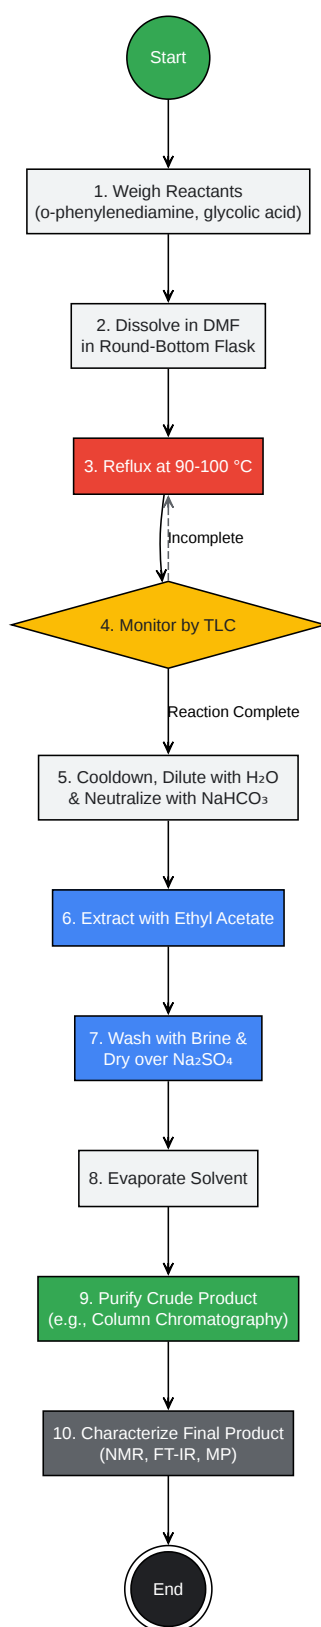 Start
1. Weigh Reactants
(o-phenylenediamine, glycolic acid)
2. Dissolve in DMF
in Round-Bottom Flask
3. Reflux at 90-100 °C
Incomplete
4. Monitor by TLC
Reaction Complete
5. Cooldown, Dilute with H₂O
& Neutralize with NaHCO₃
6. Extract with Ethyl Acetate
7. Wash with Brine &
Dry over Na₂SO₄
8. Evaporate Solvent
9. Purify Crude Product
(e.g., Column Chromatography)
10. Characterize Final Product
(NMR, FT-IR, MP)
End